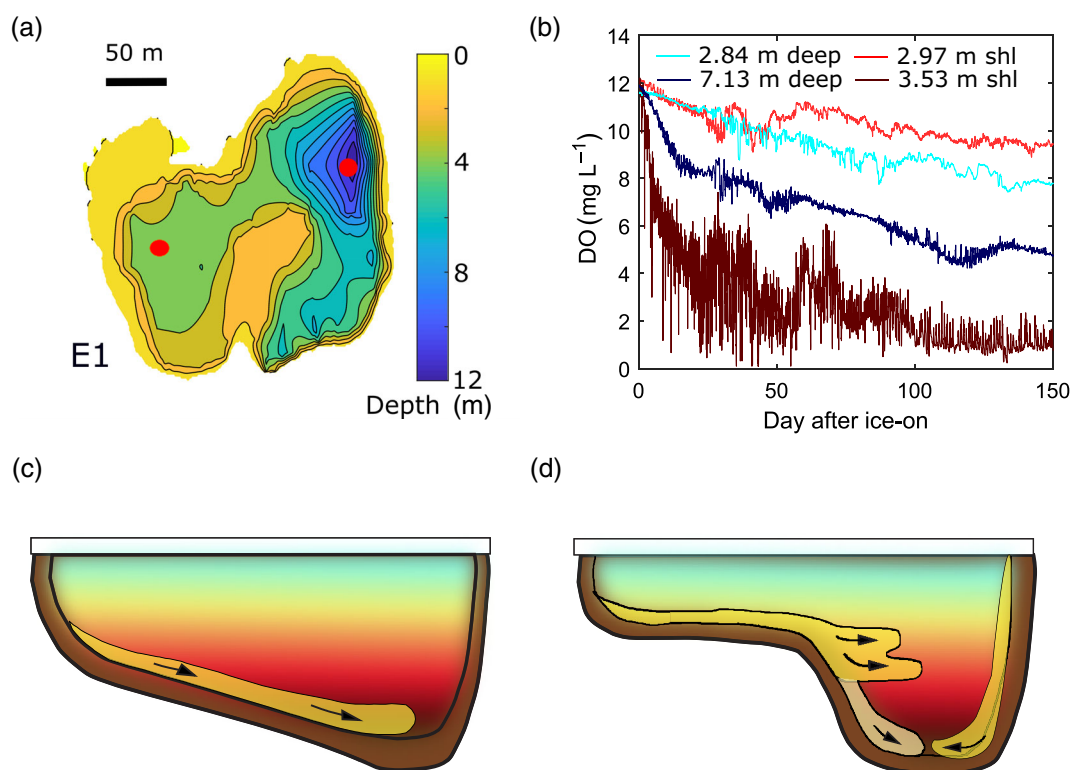 (a)
50 m
0
4
8
12
E1
Depth (m)
(b)
2.84 m deep
2.97 m shl
7.13 m deep
3.53 m shl
12
10
8
6
4
2
0
DO (mg L⁻¹)
0
50
100
150
Day after ice-on
(c)
(d)